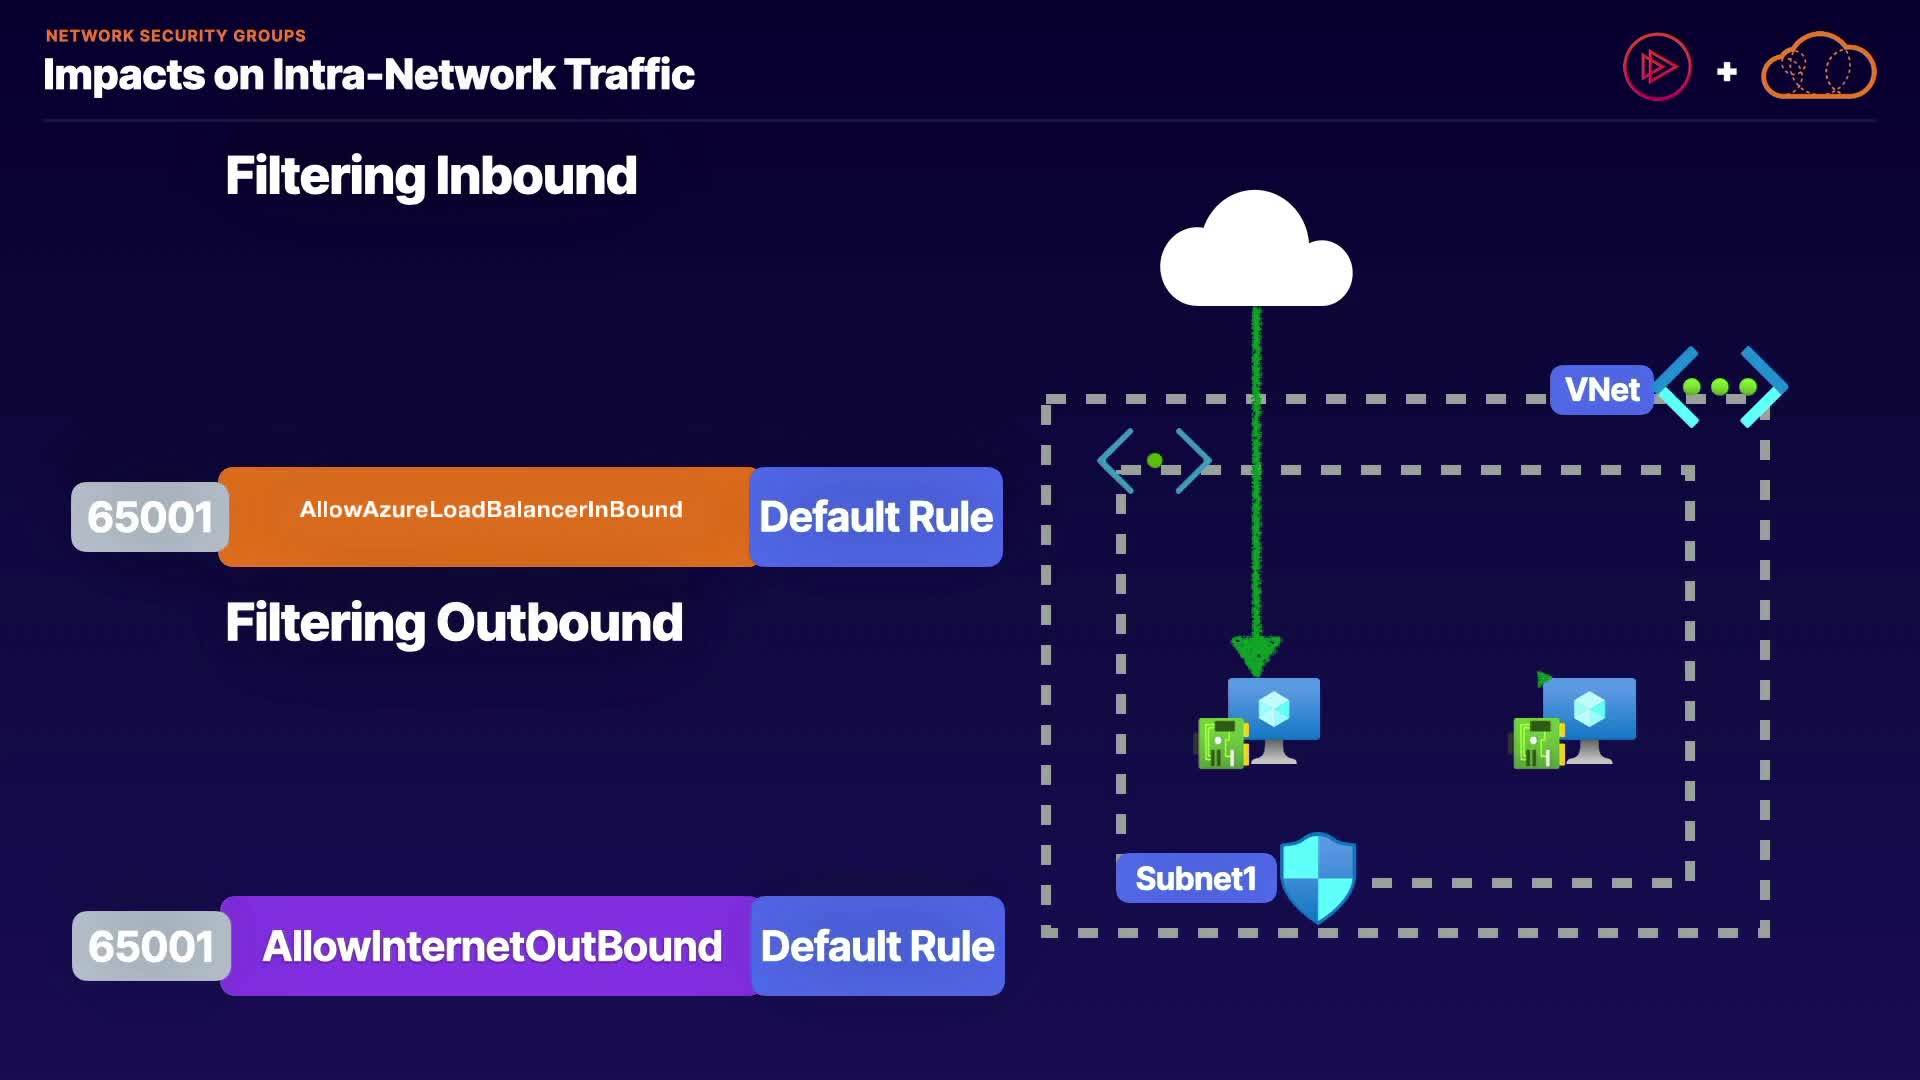 NETWORK SECURITY GROUPS
Impacts on Intra-Network Traffic
Filtering Inbound
VNet
65001 AllowAzureLoadBalancerInBound Default Rule
Filtering Outbound
Subnet1
65001 AllowInternetOutBound Default Rule